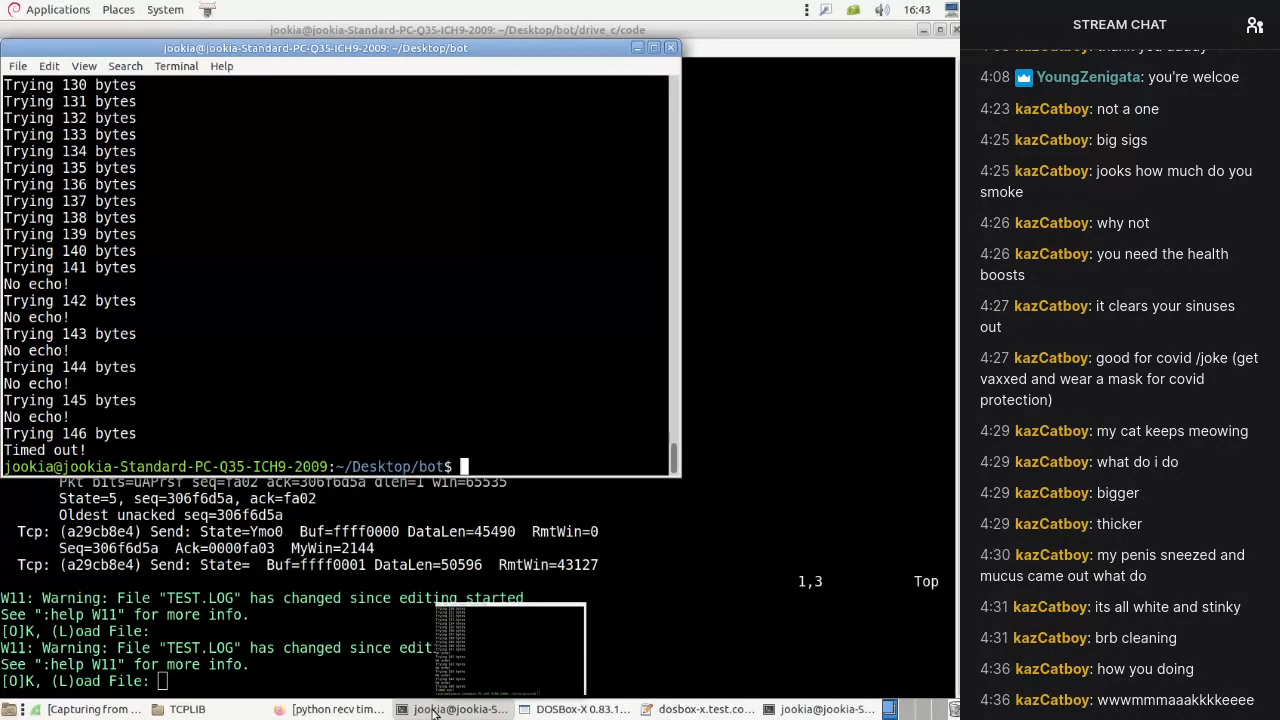 Applications Places System
16:43
jookia@jookia-Standard-PC-Q35-ICH9-2009: ~/Desktop/bot/drive_c/code
jookia@jookia-Standard-PC-Q35-ICH9-2009: ~/Desktop/bot
File Edit View Search Terminal Help
Trying 130 bytes
Trying 131 bytes
Trying 132 bytes
Trying 133 bytes
Trying 134 bytes
Trying 135 bytes
Trying 136 bytes
Trying 137 bytes
Trying 138 bytes
Trying 139 bytes
Trying 140 bytes
Trying 141 bytes
No echo!
Trying 142 bytes
No echo!
Trying 143 bytes
No echo!
Trying 144 bytes
No echo!
Trying 145 bytes
No echo!
Trying 146 bytes
Timed out!
jookia@jookia-Standard-PC-Q35-ICH9-2009:~/Desktop/bot$
Pkt bits=uAPrsf seq=fa02 ack=306f6d5a dlen=1 win=65535
State=5, seq=306f6d5a, ack=fa02
Oldest unacked seq=306f6d5a
Tcp: (a29cb8e4) Send: State=Ymo0 Buf=ffff0000 DataLen=45490 RmtWin=0
Seq=306f6d5a Ack=0000fa03 MyWin=2144
Tcp: (a29cb8e4) Send: State= Buf=ffff0001 DataLen=50596 RmtWin=43127
1,3 Top
W11: Warning: File "TEST.LOG" has changed since editing started
See ":help W11" for more info.
[O]K, (L)oad File:
W11: Warning: File "TEST.LOG" has changed since edit
See ":help W11" for more info.
[O]K, (L)oad File:
*Capturing from ...
TCPLIB
[python3/tim...
jookia@jookia-S...
DOSBox-X 0.83.1...
dosbox-x.test.co...
jookia@jookia-S...
STREAM CHAT
4:08 YoungZenigata: you're welcoe
4:23 kazCatboy: not a one
4:25 kazCatboy: big sigs
4:25 kazCatboy: jooks how much do you
smoke
4:26 kazCatboy: why not
4:26 kazCatboy: you need the health
boosts
4:27 kazCatboy: it clears your sinuses
out
4:27 kazCatboy: good for covid /joke (get
vaxxed and wear a mask for covid
protection)
4:29 kazCatboy: my cat keeps meowing
4:29 kazCatboy: what do i do
4:29 kazCatboy: bigger
4:29 kazCatboy: thicker
4:30 kazCatboy: my penis sneezed and
mucus came out what do
4:31 kazCatboy: its all over and stinky
4:31 kazCatboy: brb cleaning
4:36 kazCatboy: hows it going
4:36 kazCatboy: wwwmmmaaakkkkeeee